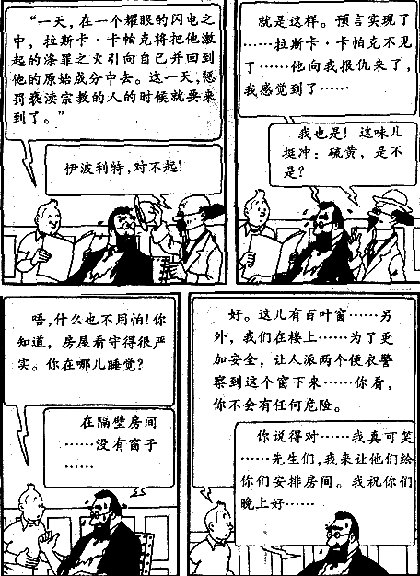 “一天，在一个耀眼的闪电之
中，拉斯卡·卡帕克将把他激
起的涤罪之火引向自己并回到
他的原始成分中去。这一天，惩
罚亵渎宗教的人的时候就要来
到了。”
伊波利特，对不起！
就是这样。预言实现了
……拉斯卡·卡帕克不见
了……他向我报仇来了，
我感觉到了……
我也是！这味儿
挺冲：硫黄，是不
是？
唔，什么也不用怕！你
知道，房屋看守得很严
实。你在哪儿睡觉？
在隔壁房间
……没有窗子
……
好。这儿有百叶窗……另
外，我们在楼上……为了更
加安全，让人派两个便衣警
察到这个窗下来……你看，
你不会有任何危险。
你说得对……我真可笑
……先生们，我来让他们给
你们安排房间。我祝你们
晚上好……